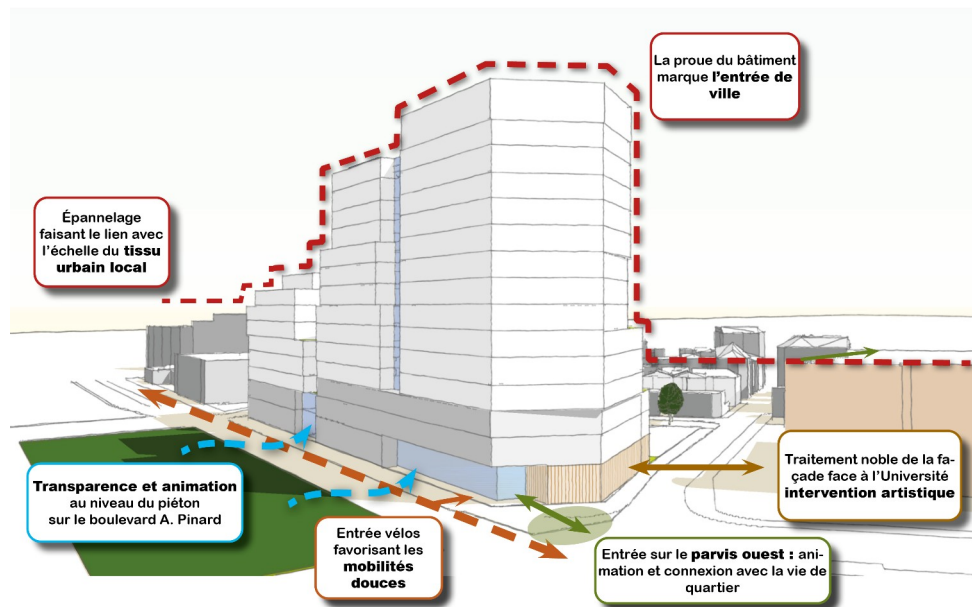 La proue du bâtiment
marque l'entrée de
ville
Épannelage
faisant le lien avec
l'échelle du tissu
urbain local
Transparence et animation
au niveau du piéton
sur le boulevard A. Pinard
Entrée vélos
favorisant les
mobilités
douces
Traitement noble de la fa-
çade face à l'Université
intervention artistique
Entrée sur le parvis ouest : ani-
mation et connexion avec la vie de
quartier